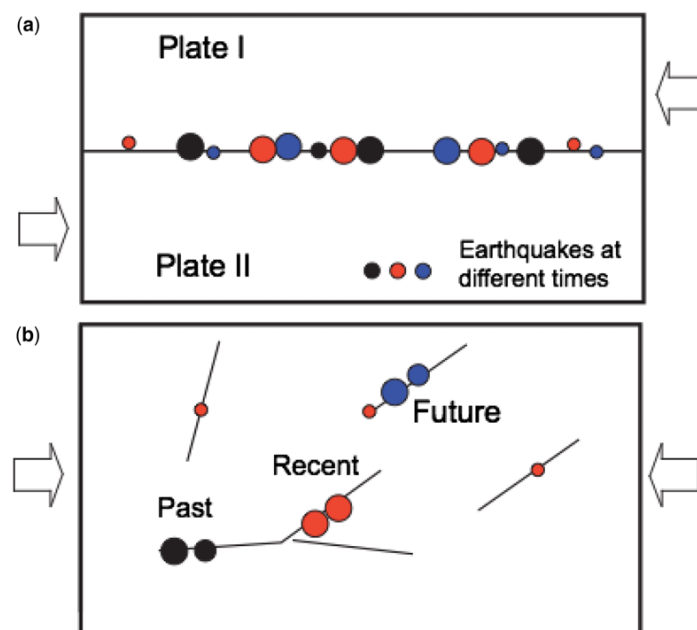 (a)
Plate I
Plate II
Earthquakes at
different times
(b)
Future
Recent
Past